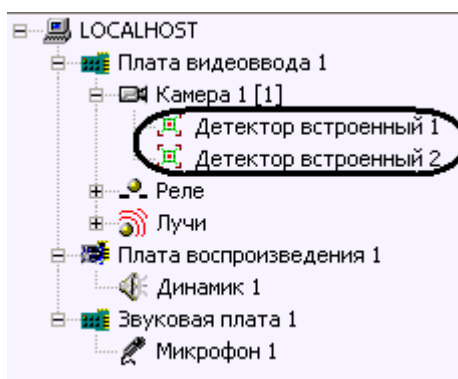 LOCALHOST
Плата видеоввода 1
Камера 1 [1]
Детектор встроенный 1
Детектор встроенный 2
Реле
Лучи
Плата воспроизведения 1
Динамик 1
Звуковая плата 1
Микрофон 1